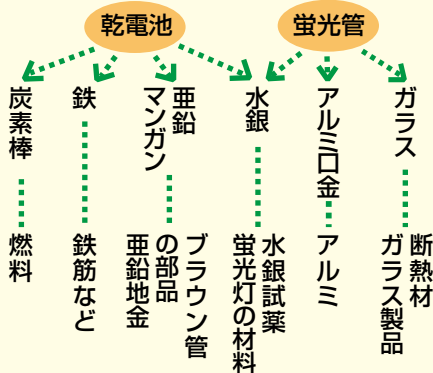 乾電池
蛍光管
炭素棒
鉄
亜鉛
マンガン
水銀
アルミ口金
ガラス
燃料
鉄筋など
ブラウン管
の部品
亜鉛地金
水銀試薬
蛍光灯の材料
アルミ
断熱材
ガラス製品